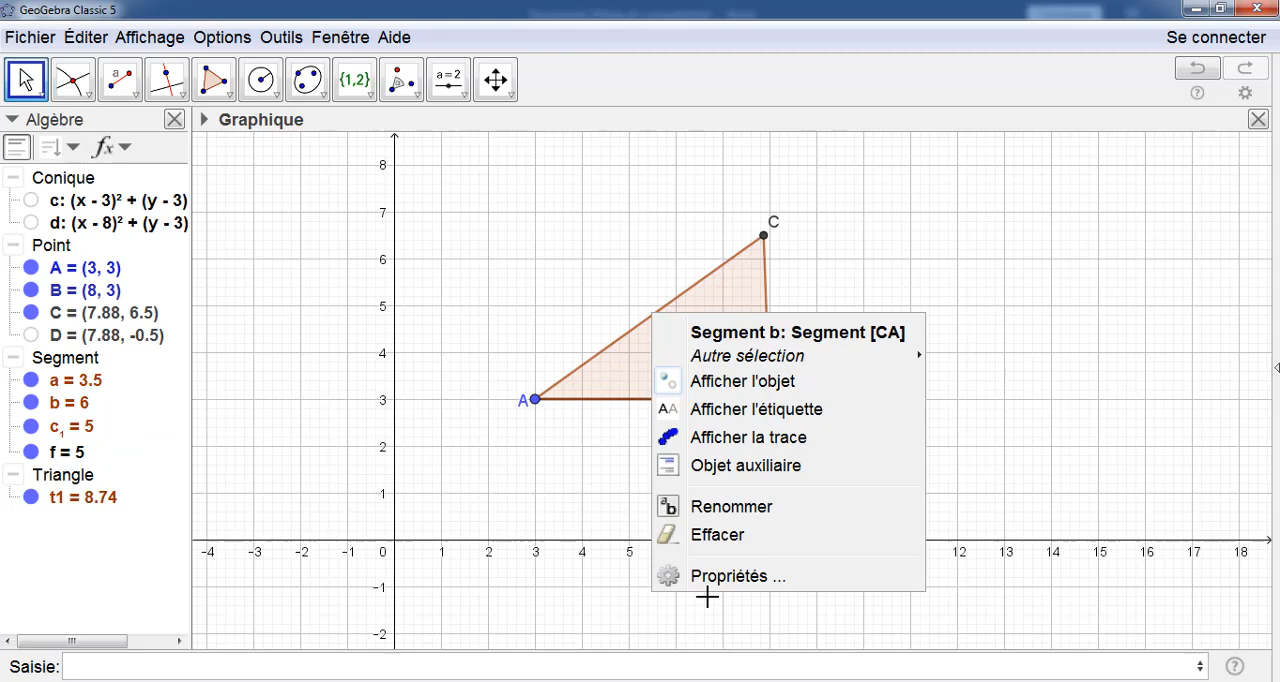 GeoGebra Classic 5
Fichier Éditer Affichage Options Outils Fenêtre Aide
Se connecter
a
{1,2}
a=2
Algèbre
Graphique
fx
Conique
c: (x - 3)² + (y - 3)
d: (x - 8)² + (y - 3)
Point
A = (3, 3)
B = (8, 3)
C = (7.88, 6.5)
D = (7.88, -0.5)
Segment
a = 3.5
b = 6
c₁ = 5
f = 5
Triangle
t1 = 8.74
8
7
6
5
4
3
2
1
-1
-2
-4 -3 -2 -1 0 1 2 3 4 5 12 13 14 15 16 17 18
C
A
Segment b: Segment [CA]
Autre sélection
Afficher l'objet
AA Afficher l'étiquette
Afficher la trace
Objet auxiliaire
ab Renommer
Effacer
Propriétés ...
Saisie: